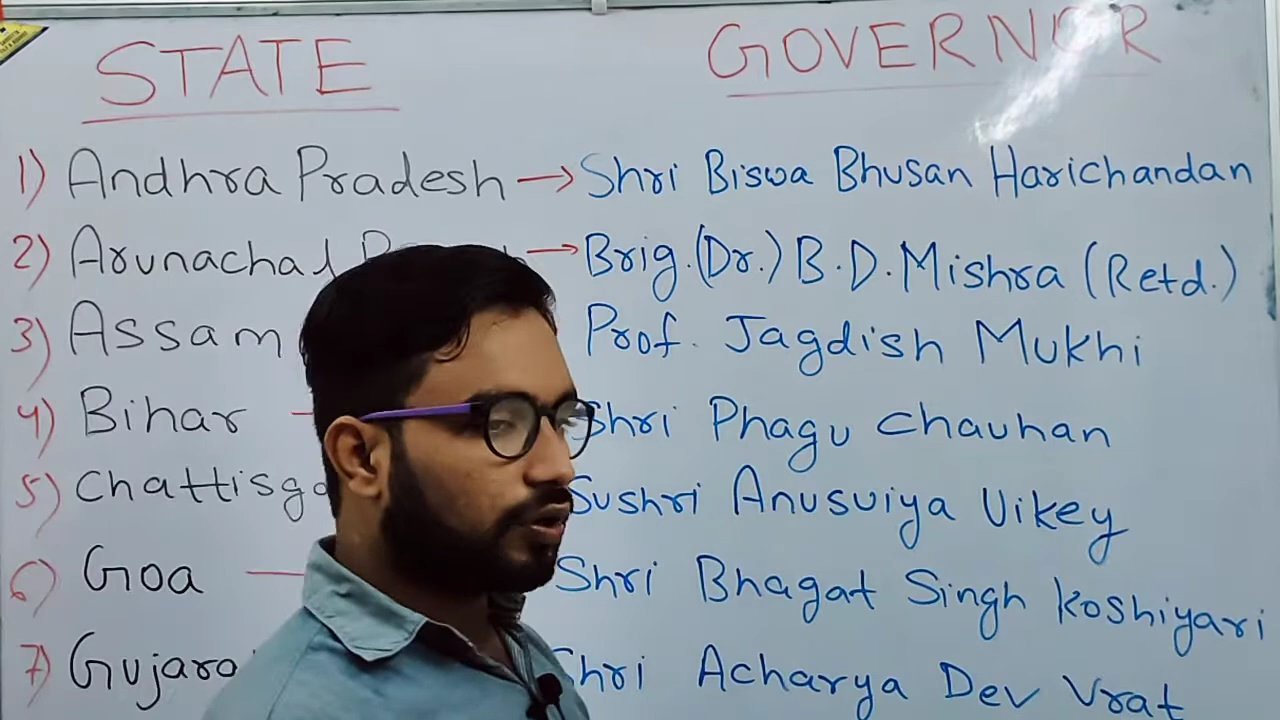 STATE GOVERNOR
1) Andhra Pradesh → Shri Biswa Bhusan Harichandan
2) Arunachal → Brig. (Dr.) B.D. Mishra (Retd.)
3) Assam Prof. Jagdish Mukhi
4) Bihar Shri Phagu Chauhan
5) Chattisga Sushri Anusuiya Uikey
6) Goa Shri Bhagat Singh Koshiyari
7) Gujara Shri Acharya Dev Vrat